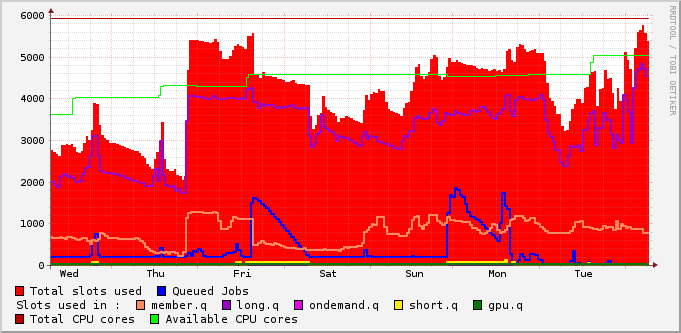 6000
5000
4000
3000
2000
1000
0
Wed Thu Fri Sat Sun Mon Tue
RRDTOOL / TOBI OETIKER
Total slots used Queued Jobs
Slots used in : member.q long.q ondemand.q short.q gpu.q
Total CPU cores Available CPU cores